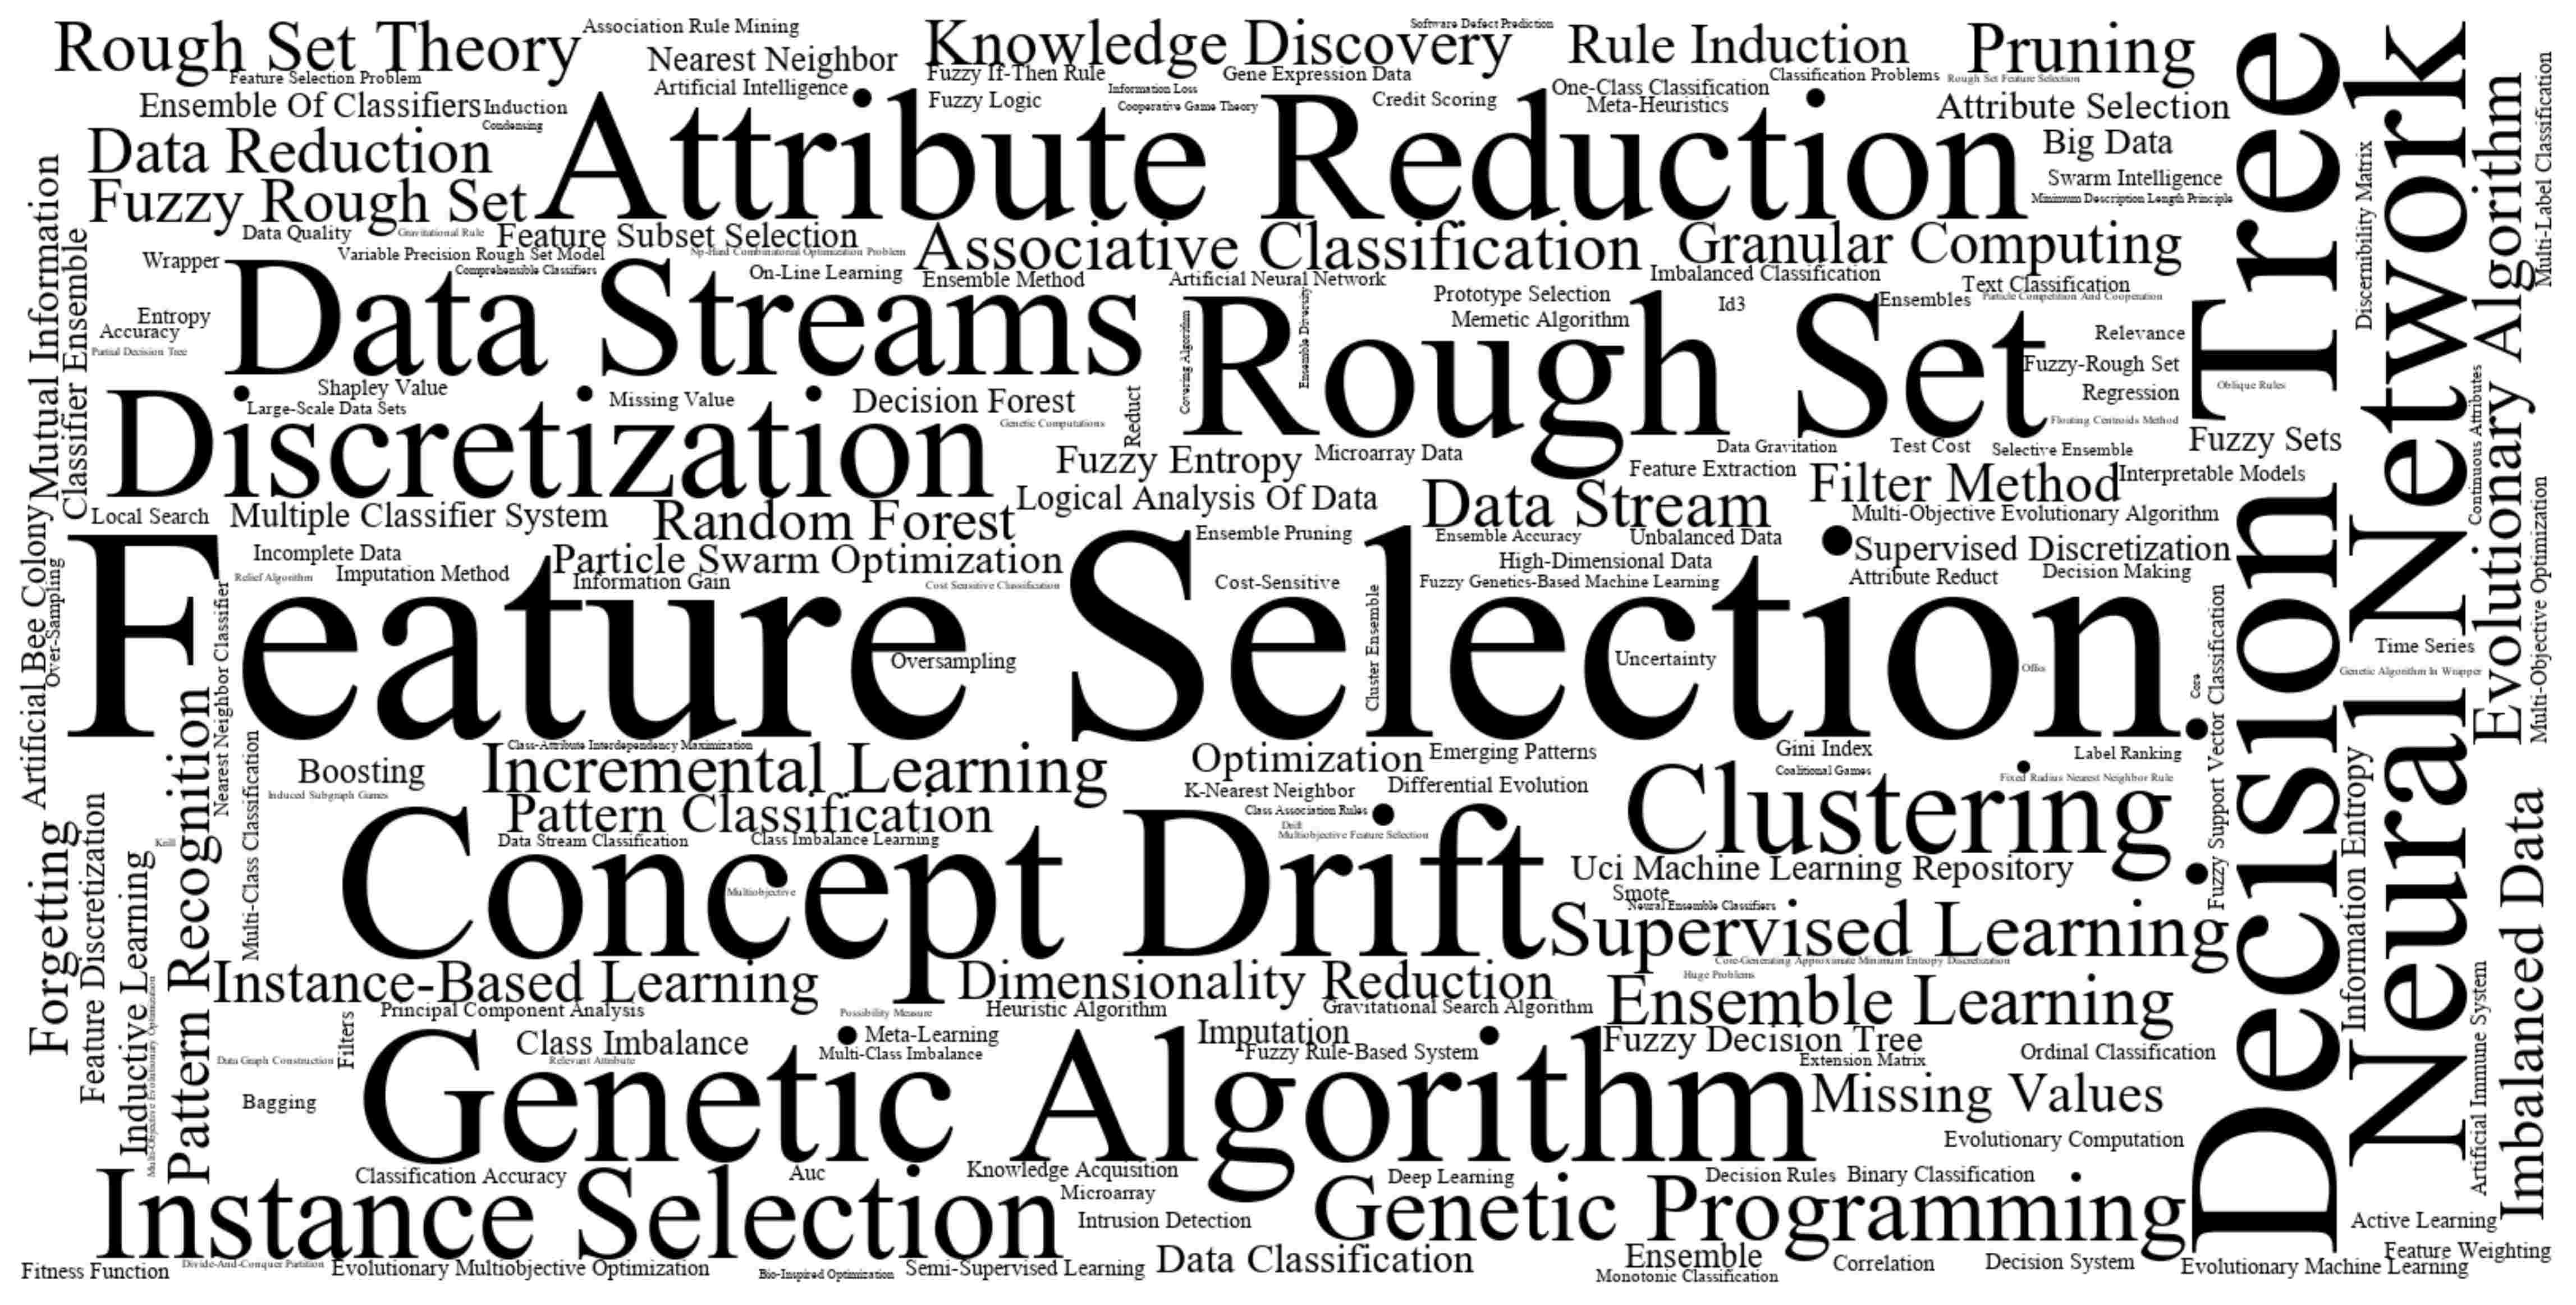 Rough Set Theory
Association Rule Mining
Knowledge Discovery
Software Defect Prediction
Rule Induction
Pruning
Nearest Neighbor
Feature Selection Problem
Artificial Intelligence
Fuzzy If-Then Rule
Gene Expression Data
Classification Problems
Rough Set Feature Selection
Information Loss
One-Class Classification
Ensemble Of Classifiers
Induction
Fuzzy Logic
Cooperative Game Theory
Credit Scoring
Meta-Heuristics
Attribute Selection
Condensing
Attribute Reduction
Data Reduction
Big Data
Swarm Intelligence
Fuzzy Rough Set
Minimum Description Length Principle
Data Quality
Gravitational Rule
Feature Subset Selection
Associative Classification
Granular Computing
Variable Precision Rough Set Model
Np-Hard Combinatorial Optimization Problem
Wrapper
Comprehensible Classifiers
On-Line Learning
Ensemble Method
Artificial Neural Network
Imbalanced Classification
Text Classification
Data Streams
Prototype Selection
Id3
Ensembles
Particle Competition And Cooperation
Entropy
Memetic Algorithm
Accuracy
Relevance
Partial Decision Tree
Covering Algorithm
Ensemble Diversity
Rough Set
Fuzzy-Rough Set
Shapley Value
Oblique Rules
Large-Scale Data Sets
Missing Value
Decision Forest
Regression
Genetic Computations
Reduct
Floating Centroids Method
Discretization
Fuzzy Sets
Fuzzy Entropy
Microarray Data
Data Gravitation
Test Cost
Selective Ensemble
Feature Extraction
Filter Method
Interpretable Models
Local Search
Multiple Classifier System
Random Forest
Logical Analysis Of Data
Data Stream
Multi-Objective Evolutionary Algorithm
Ensemble Pruning
Ensemble Accuracy
Unbalanced Data
Incomplete Data
Particle Swarm Optimization
Supervised Discretization
High-Dimensional Data
Relief Algorithm
Imputation Method
Information Gain
Cost Sensitive Classification
Cost-Sensitive
Fuzzy Genetics-Based Machine Learning
Attribute Reduct
Decision Making
Feature Selection
Cluster Ensemble
Oversampling
Uncertainty
Core
Class-Attribute Interdependency Maximization
Optimization
Emerging Patterns
Gini Index
Label Ranking
Boosting
Incremental Learning
Coalitional Games
Fixed Radius Nearest Neighbor Rule
Induced Subgraph Games
K-Nearest Neighbor
Differential Evolution
Clustering
Pattern Classification
Class Association Rules
Drift
Multiobjective Feature Selection
Data Stream Classification
Class Imbalance Learning
Krill
Concept Drift
Uci Machine Learning Repository
Multiobjective
Smote
Neural Ensemble Classifiers
Supervised Learning
Core-Generating Approximate Minimum Entropy Discretization
Instance-Based Learning
Dimensionality Reduction
Huge Problems
Principal Component Analysis
Possibility Measure
Heuristic Algorithm
Gravitational Search Algorithm
Ensemble Learning
Class Imbalance
Meta-Learning
Imputation
Fuzzy Decision Tree
Data Graph Construction
Filters
Relevant Attribute
Multi-Class Imbalance
Fuzzy Rule-Based System
Extension Matrix
Ordinal Classification
Genetic Algorithm
Bagging
Missing Values
Evolutionary Computation
Classification Accuracy
Auc
Knowledge Acquisition
Deep Learning
Decision Rules
Binary Classification
Instance Selection
Microarray
Genetic Programming
Intrusion Detection
Data Classification
Ensemble
Correlation
Decision System
Fitness Function
Divide-And-Conquer Partition
Evolutionary Multiobjective Optimization
Bio-Inspired Optimization
Semi-Supervised Learning
Monotonic Classification
Evolutionary Machine Learning
Active Learning
Feature Weighting
Mutual Information
Classifier Ensemble
Artificial Bee Colony
Over-Sampling
Nearest Neighbor Classifier
Multi-Class Classification
Pattern Recognition
Forgetting
Feature Discretization
Inductive Learning
Multi-Objective Evolutionary Optimization
Decision Tree
Neural Network
Discernibility Matrix
Evolutionary Algorithm
Multi-Label Classification
Continuous Attributes
Multi-Objective Optimization
Time Series
Genetic Algorithm In Wrapper
Fuzzy Support Vector Classification
Information Entropy
Imbalanced Data
Artificial Immune System